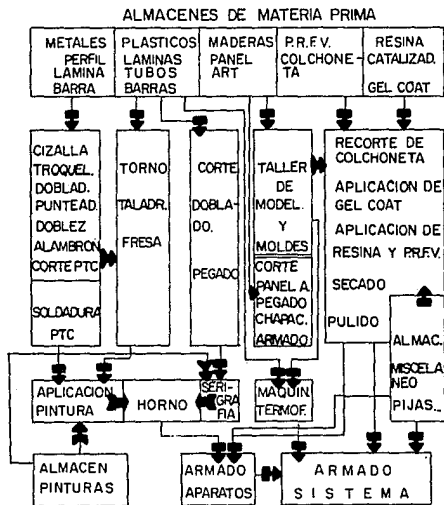 ALMACENES DE MATERIA PRIMA
METALES
PERFIL
LAMINA
BARRA
PLASTICOS
LAMINAS
TUBOS
BARRAS
MADERAS
PANEL
ART
P.R.F.V.
COLCHONE-
TA
RESINA
CATALIZAD.
GEL COAT
CIZALLA
TROQUEL.
DOBLAD.
PUNTEAD.
DOBLEZ
ALAMBRON
CORTE PTC
SOLDADURA
PTC
TORNO
TALADR.
FRESA
CORTE
DOBLA-
DO.
PEGADO
TALLER
DE
MODEL.
Y
MOLDES
CORTE
PANEL A.
PEGADO
CHAPAC.
ARMADO
RECORTE DE
COLCHONETA
APLICACION DE
GEL COAT
APLICACION DE
RESINA Y P.R.F.V.
SECADO
PULIDO
ALMAC.
MISCELA
NEO
PIJAS...
APLICACION
PINTURA
HORNO
SERI-
GRA-
FIA
MAQUIN
TERMOF.
ALMACEN
PINTURAS
ARMADO
APARATOS
ARMADO
SISTEMA